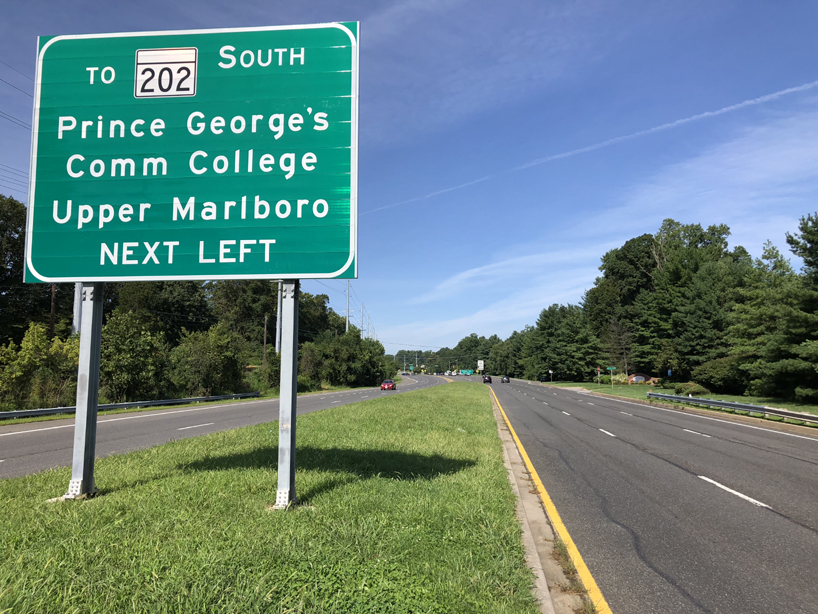 TO 202 SOUTH
Prince George's
Comm College
Upper Marlboro
NEXT LEFT